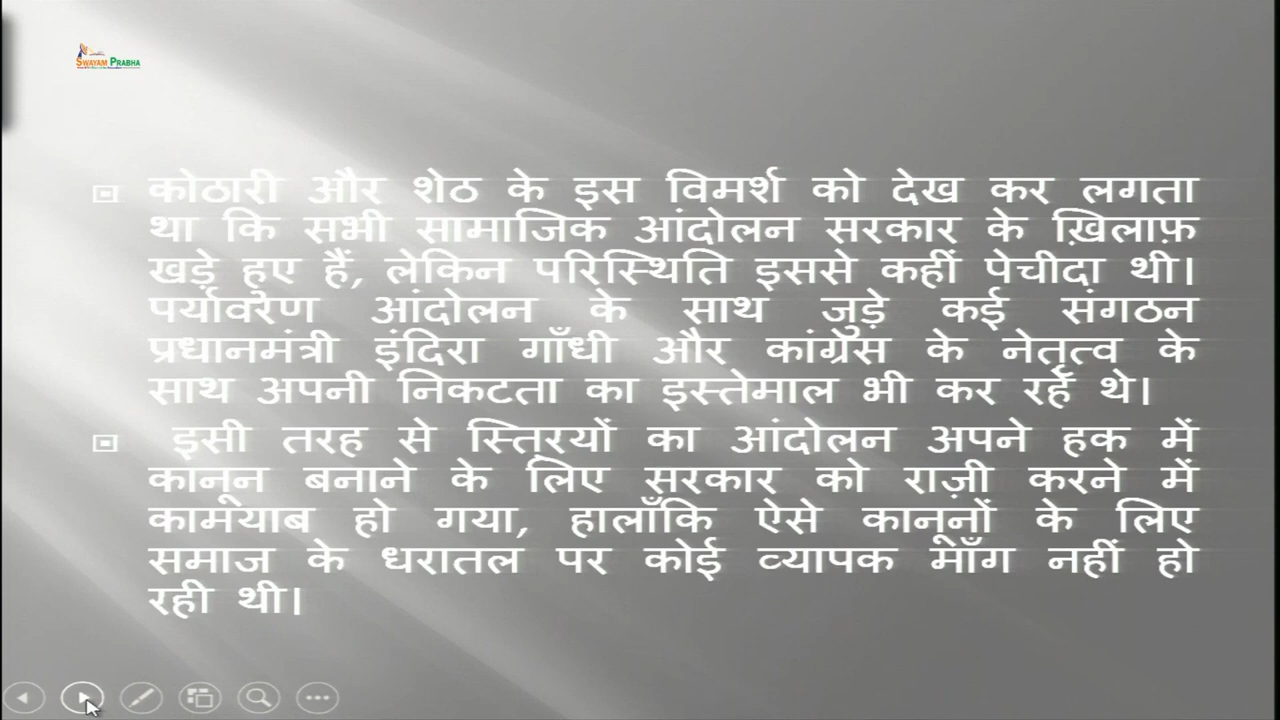 SWAYAM PRABHA
कोठारी और शेठ के इस विमर्श को देख कर लगता
था कि सभी सामाजिक आंदोलन सरकार के ख़िलाफ़
खड़े हुए हैं, लेकिन परिस्थिति इससे कहीं पेचीदा थी।
पर्यावरण आंदोलन के साथ जुड़े कई संगठन
प्रधानमंत्री इंदिरा गाँधी और कांग्रेस के नेतृत्व के
साथ अपनी निकटता का इस्तेमाल भी कर रहे थे।
इसी तरह से स्त्रियों का आंदोलन अपने हक में
कानून बनाने के लिए सरकार को राज़ी करने में
कामयाब हो गया, हालाँकि ऐसे कानूनों के लिए
समाज के धरातल पर कोई व्यापक माँग नहीं हो
रही थी।